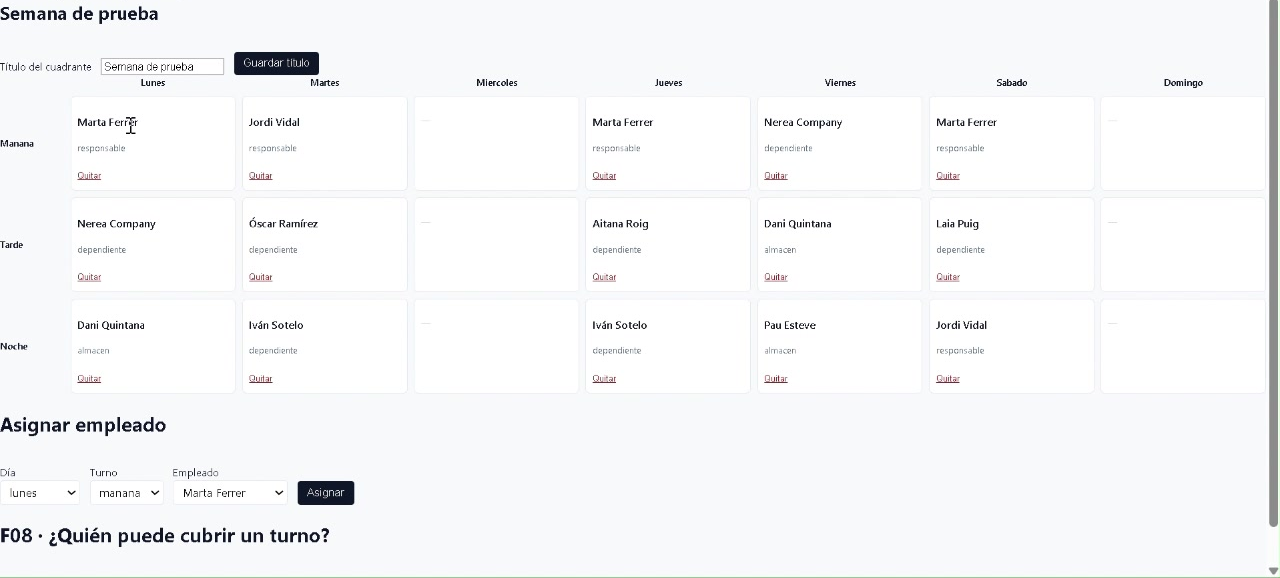 Semana de prueba
Título del cuadrante Semana de prueba Guardar título
Lunes Martes Miercoles Jueves Viernes Sabado Domingo
Manana
Marta Ferrer Jordi Vidal — Marta Ferrer Nerea Company Marta Ferrer —
responsable responsable responsable dependiente responsable
Quitar Quitar Quitar Quitar Quitar
Tarde
Nerea Company Óscar Ramírez — Aitana Roig Dani Quintana Laia Puig —
dependiente dependiente dependiente almacen dependiente
Quitar Quitar Quitar Quitar Quitar
Noche
Dani Quintana Iván Sotelo — Iván Sotelo Pau Esteve Jordi Vidal —
almacen dependiente dependiente almacen responsable
Quitar Quitar Quitar Quitar Quitar
Asignar empleado
Día Turno Empleado
lunes manana Marta Ferrer Asignar
F08 · ¿Quién puede cubrir un turno?